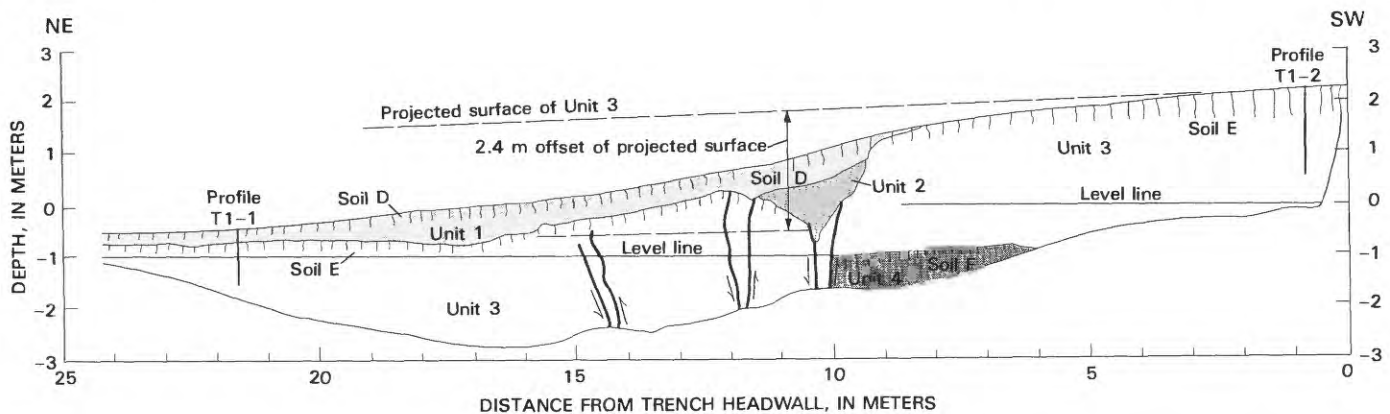 NE
SW
3
2
1
0
-1
-2
-3
DEPTH, IN METERS
Projected surface of Unit 3
2.4 m offset of projected surface
Profile
T1-2
Soil E
Unit 3
Soil D
Unit 2
Profile
T1-1
Soil D
Unit 1
Level line
Level line
Soil E
Unit 4
Soil F
Unit 3
3
2
1
0
-1
-2
-3
25
20
15
10
5
0
DISTANCE FROM TRENCH HEADWALL, IN METERS